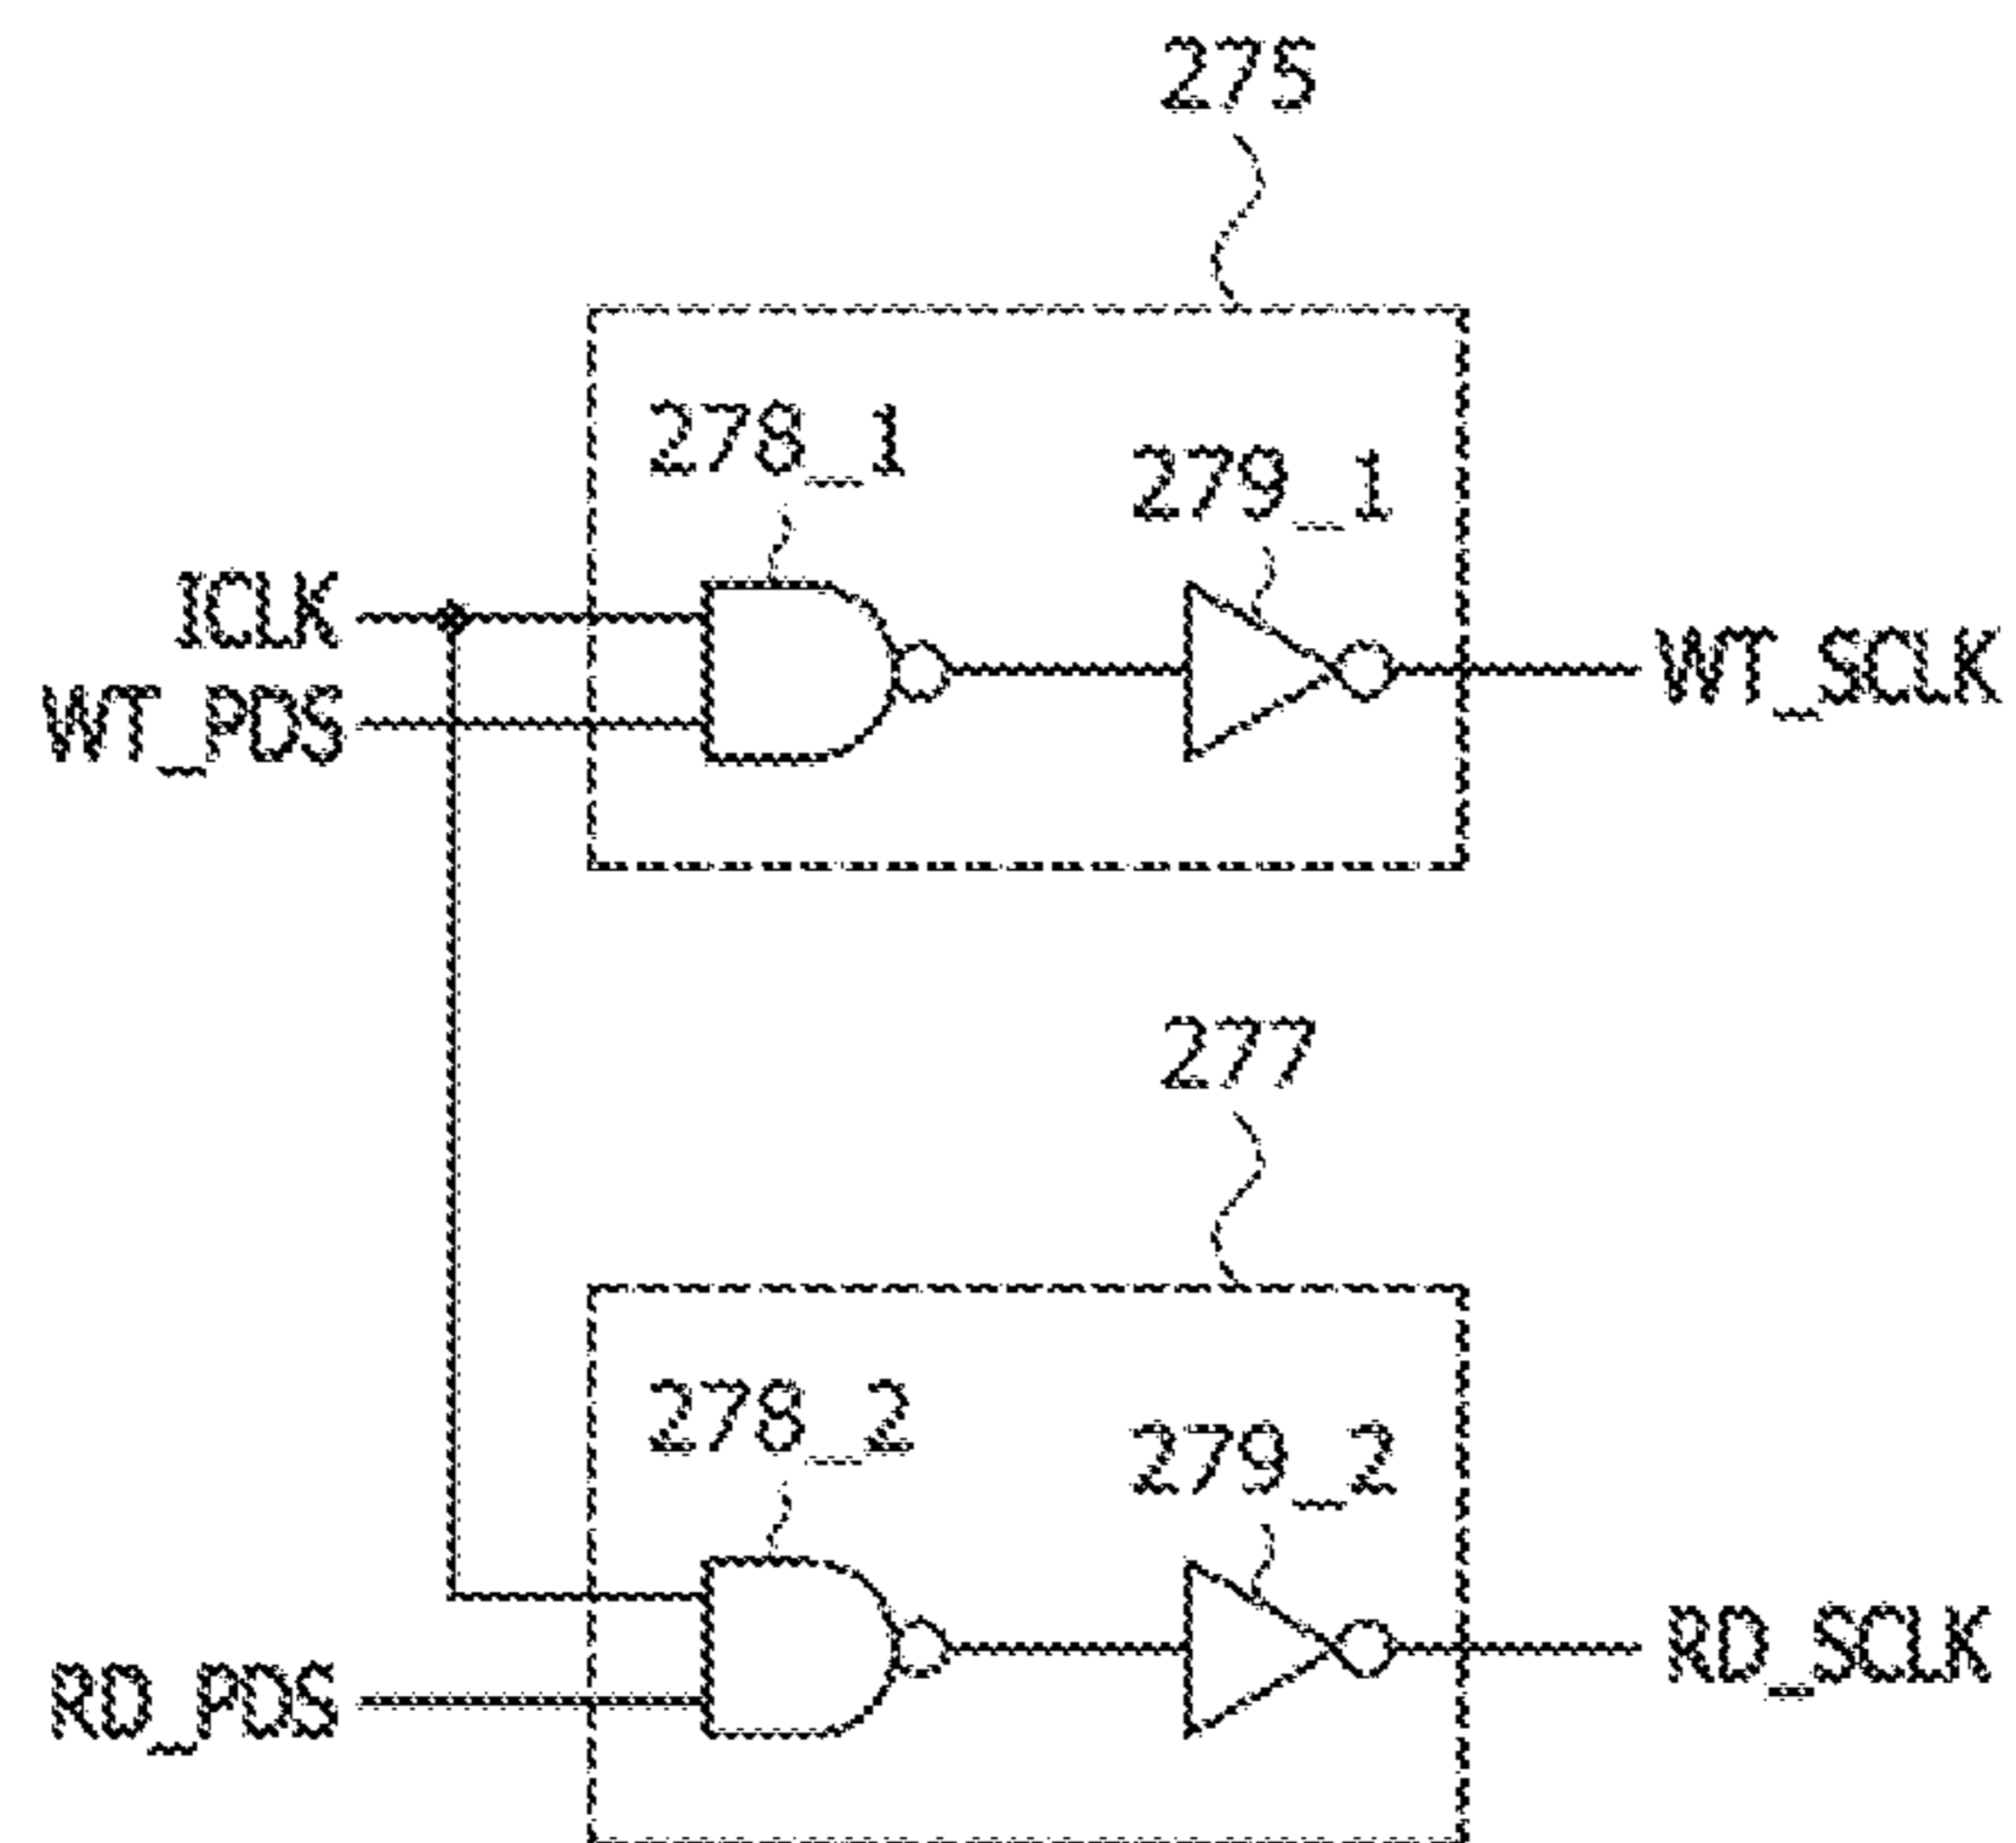 275
278_1
279_1
ICLK
WT_PDS
WT_SCLK
277
278_2
279_2
RD_PDS
RD_SCLK